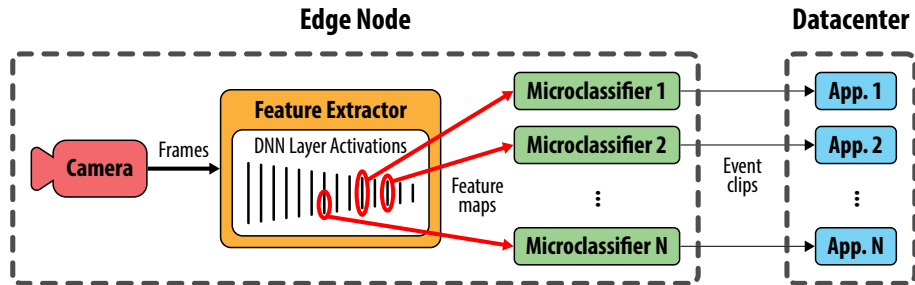 Edge Node
Datacenter
Feature Extractor
DNN Layer Activations
Camera
Frames
Feature
maps
Microclassifier 1
Microclassifier 2
⋮
Microclassifier N
Event
clips
App. 1
App. 2
⋮
App. N